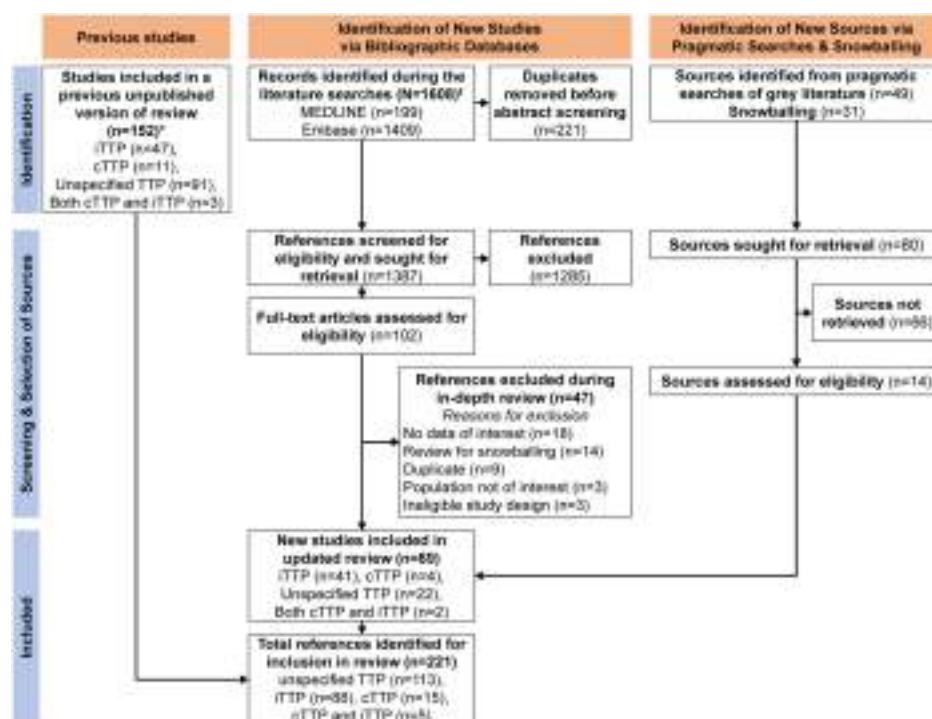 Previous studies
Identification of New Studies
via Bibliographic Databases
Identification of New Sources via
Pragmatic Searches & Snowballing
Identification
Studies included in a
previous unpublished
version of review
(n=152)
iTTP (n=47),
cTTP (n=11),
Unspecified TTP (n=91),
Both cTTP and iTTP (n=3)
Records identified during the
literature searches (N=1608)
MEDLINE (n=199)
Embase (n=1409)
Duplicates
removed before
abstract screening
(n=221)
Sources identified from pragmatic
searches of grey literature (n=49)
Snowballing (n=31)
Screening & Selection of Sources
References screened for
eligibility and sought for
retrieval (n=1387)
References
excluded
(n=1285)
Sources sought for retrieval (n=80)
Full-text articles assessed for
eligibility (n=102)
Sources not
retrieved (n=66)
References excluded during
in-depth review (n=47)
Reasons for exclusion
No data of interest (n=18)
Review for snowballing (n=14)
Duplicate (n=9)
Population not of interest (n=3)
Ineligible study design (n=3)
Sources assessed for eligibility (n=14)
Included
New studies included in
updated review (n=69)
iTTP (n=41), cTTP (n=4),
Unspecified TTP (n=22),
Both cTTP and iTTP (n=2)
Total references identified for
inclusion in review (n=221)
unspecified TTP (n=113),
iTTP (n=88), cTTP (n=15),
cTTP and iTTP (n=5)